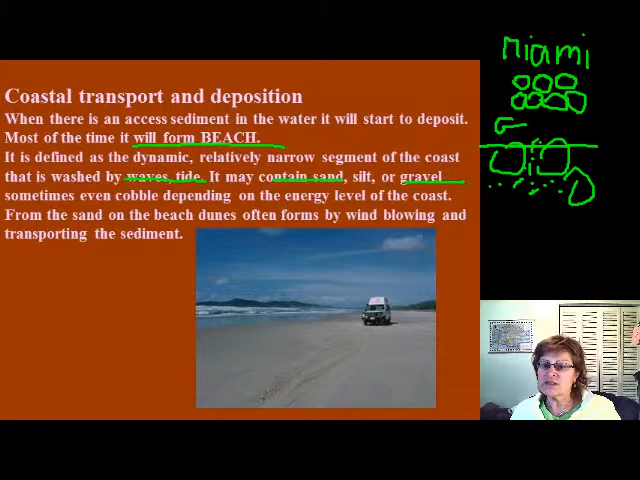 Coastal transport and deposition
When there is an access sediment in the water it will start to deposit.
Most of the time it will form BEACH.
It is defined as the dynamic, relatively narrow segment of the coast
that is washed by waves, tide. It may contain sand, silt, or gravel
sometimes even cobble depending on the energy level of the coast.
From the sand on the beach dunes often forms by wind blowing and
transporting the sediment.
miami
G